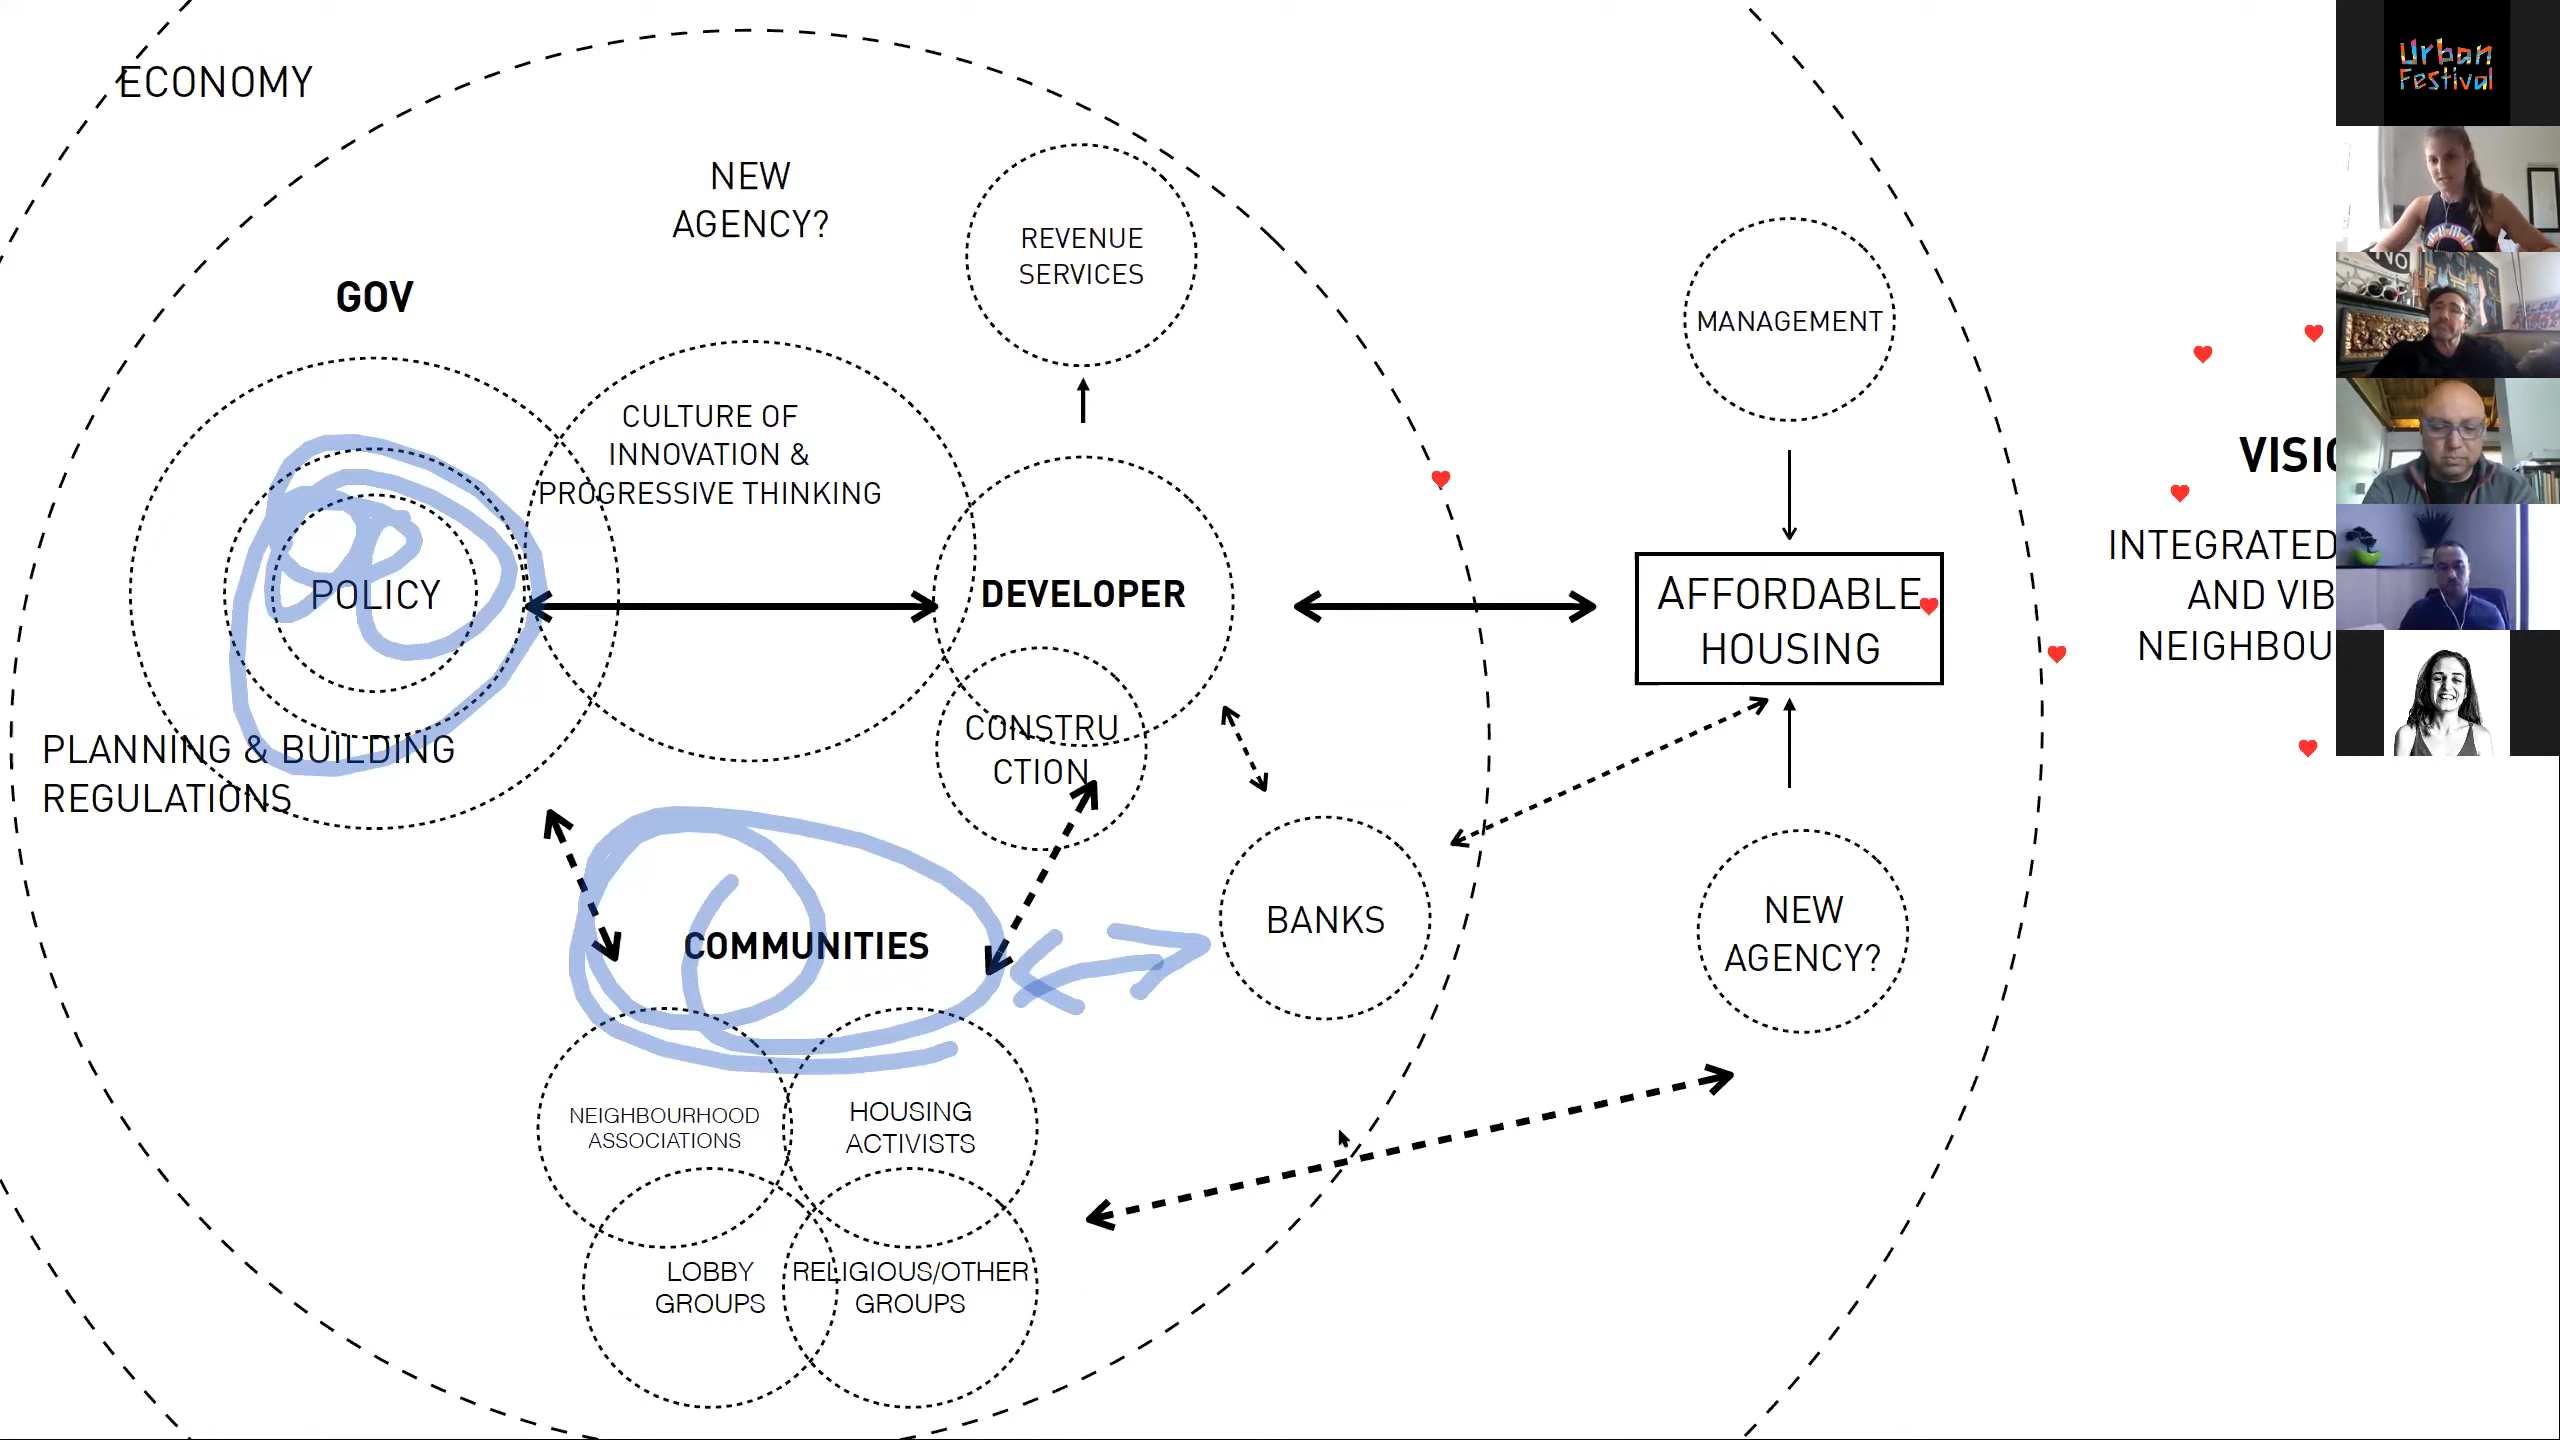 ECONOMY
NEW
AGENCY?
GOV
REVENUE
SERVICES
CULTURE OF
INNOVATION &
PROGRESSIVE THINKING
POLICY
DEVELOPER
PLANNING & BUILDING
REGULATIONS
CONSTRU
CTION
COMMUNITIES
BANKS
NEIGHBOURHOOD
ASSOCIATIONS
HOUSING
ACTIVISTS
LOBBY
GROUPS
RELIGIOUS/OTHER
GROUPS
MANAGEMENT
AFFORDABLE
HOUSING
NEW
AGENCY?
VISIO
INTEGRATED
AND VIB
NEIGHBOU
Urban
Festival